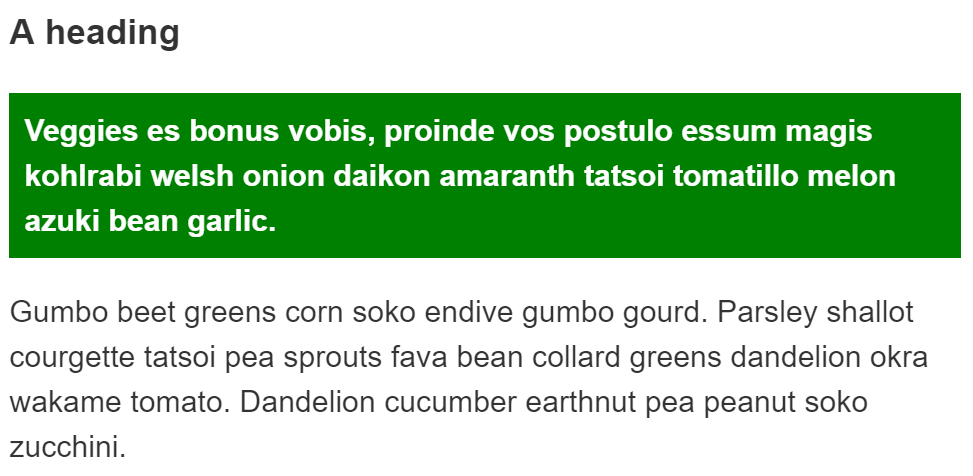 A heading
Veggies es bonus vobis, proinde vos postulo essum magis
kohlrabi welsh onion daikon amaranth tatsoi tomatillo melon
azuki bean garlic.
Gumbo beet greens corn soko endive gumbo gourd. Parsley shallot
courgette tatsoi pea sprouts fava bean collard greens dandelion okra
wakame tomato. Dandelion cucumber earthnut pea peanut soko
zucchini.